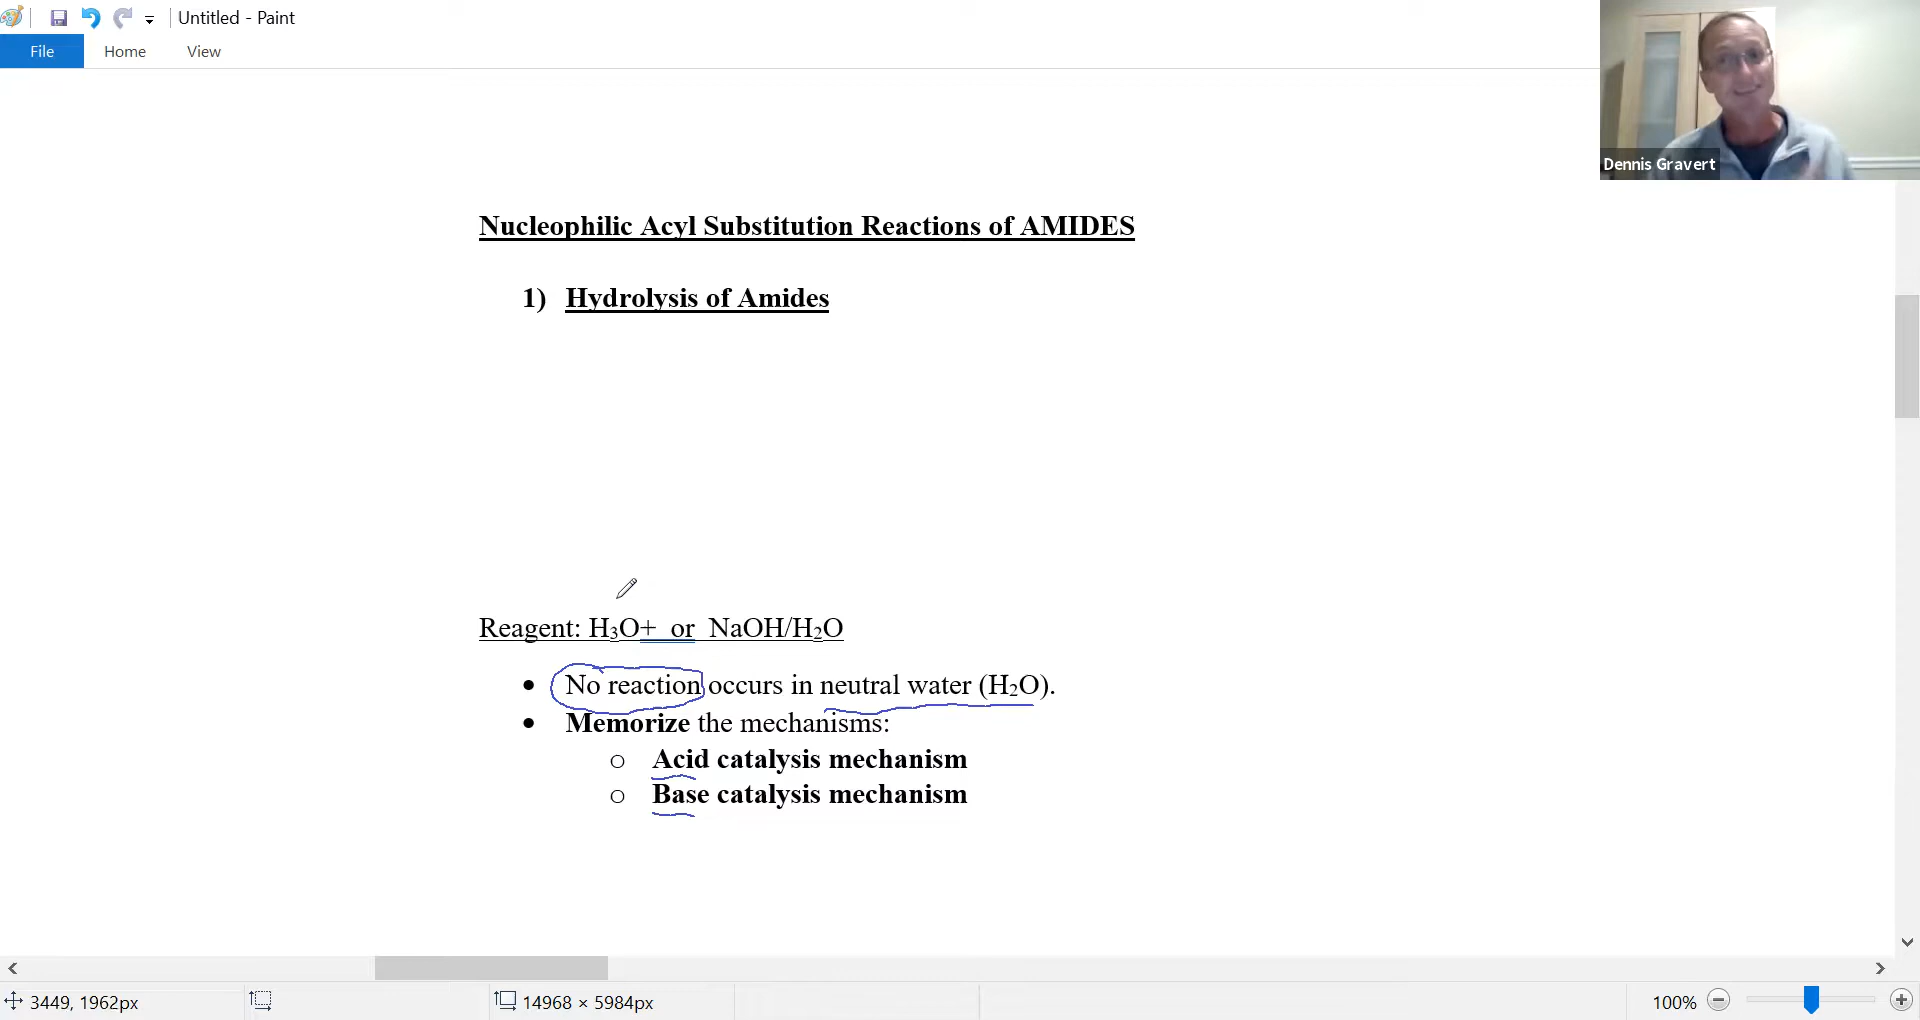 Untitled - Paint
File Home View
Dennis Gravert
Nucleophilic Acyl Substitution Reactions of AMIDES
1) Hydrolysis of Amides
Reagent: H₃O+ or NaOH/H₂O
• No reaction occurs in neutral water (H₂O).
• Memorize the mechanisms:
o Acid catalysis mechanism
o Base catalysis mechanism
3449, 1962px 14968 × 5984px 100%